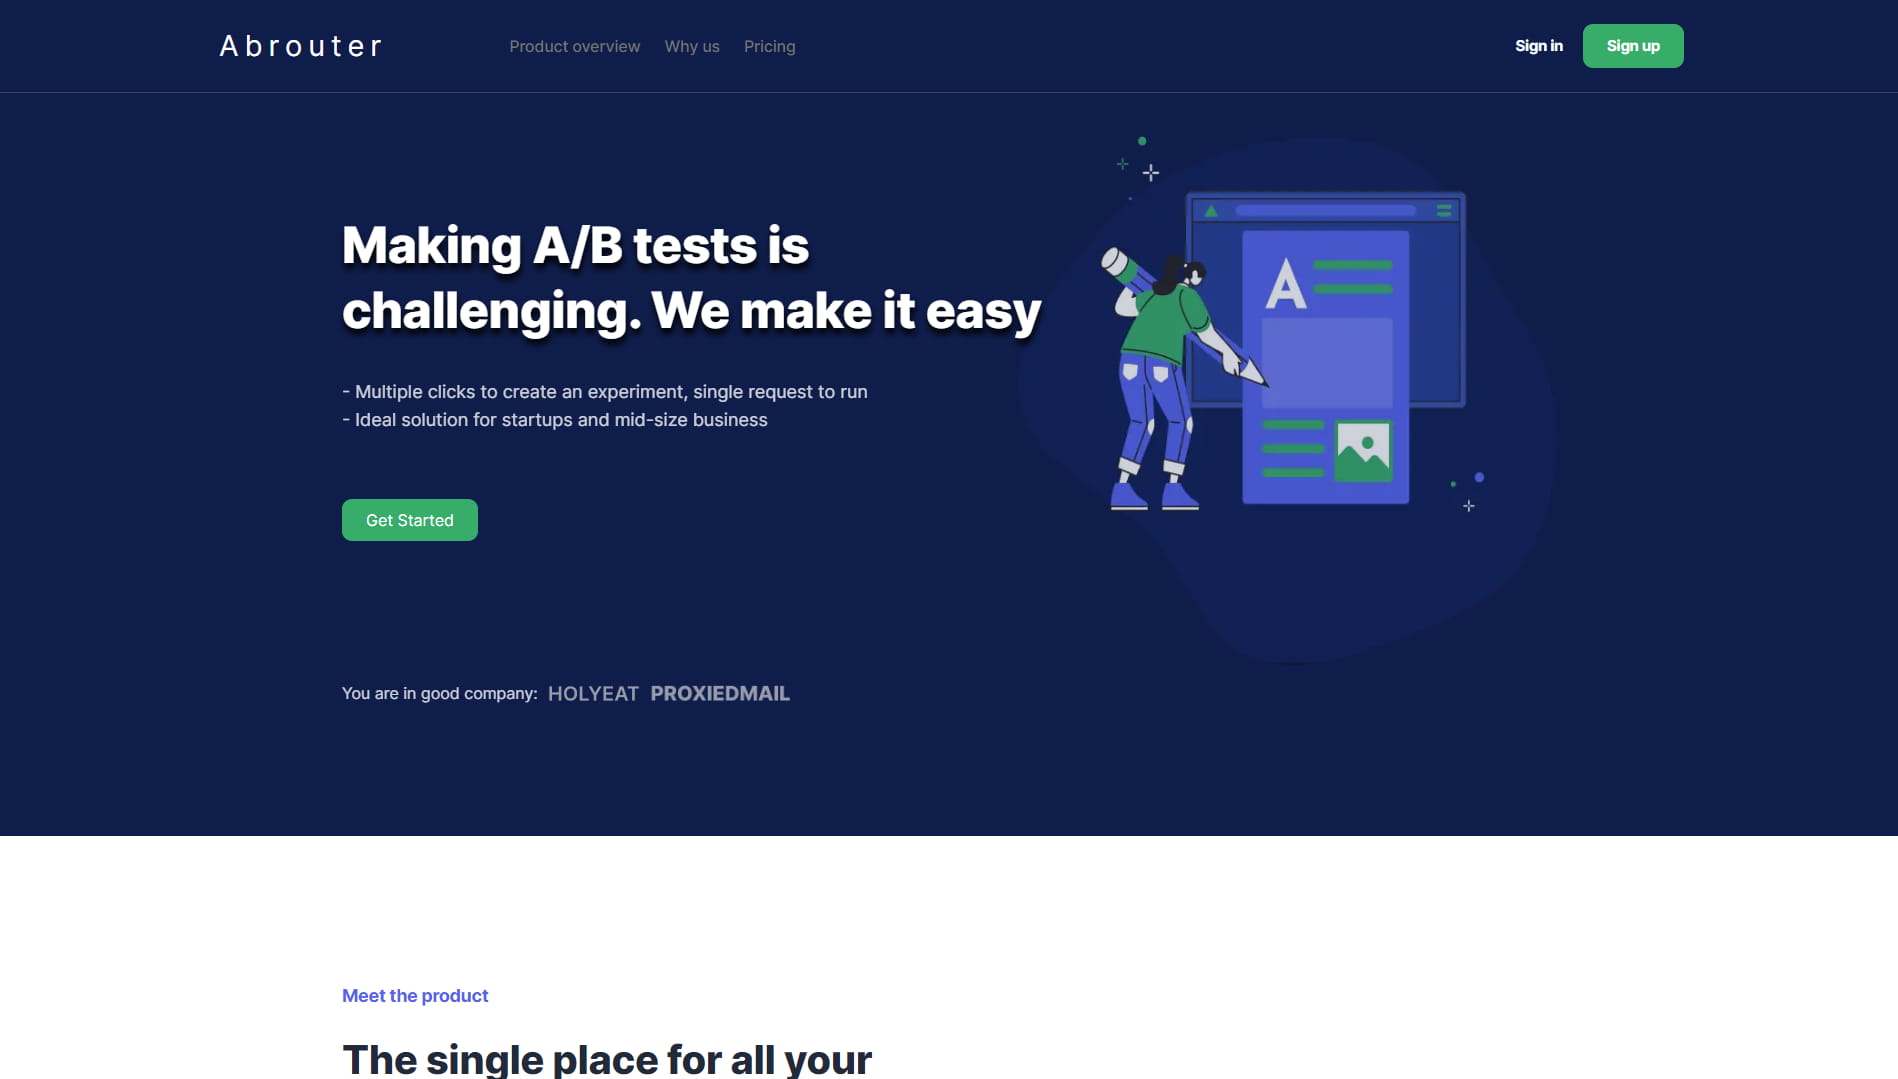 Abrouter
Product overview
Why us
Pricing
Sign in
Sign up
Making A/B tests is
challenging. We make it easy
- Multiple clicks to create an experiment, single request to run
- Ideal solution for startups and mid-size business
Get Started
A
You are in good company: HOLYEAT PROXIEDMAIL
Meet the product
The single place for all your